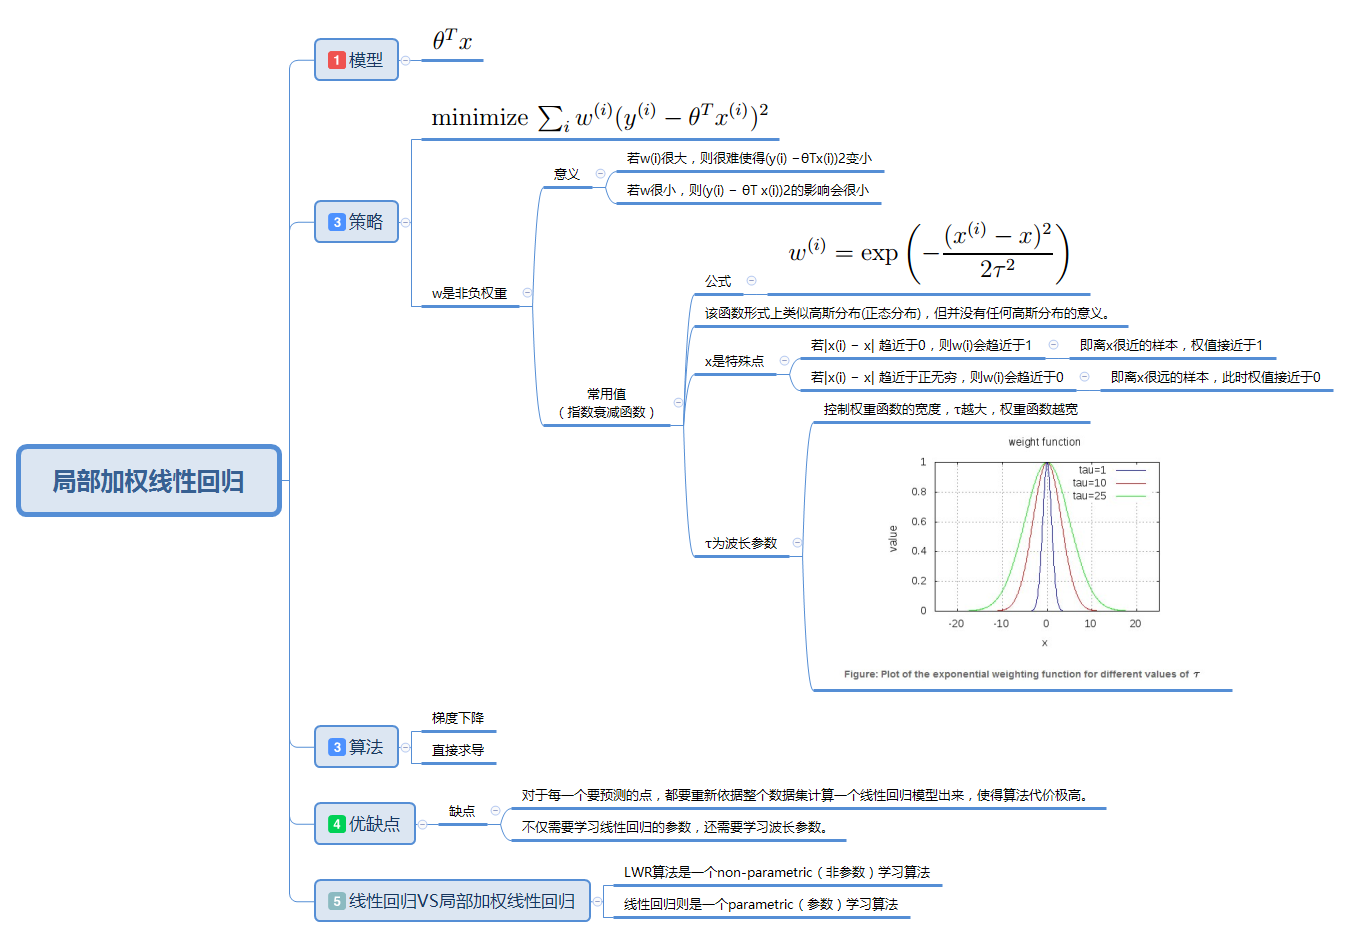 局部加权线性回归
1 模型
θ^T x
3 策略
minimize ∑_i w^(i)(y^(i) − θ^T x^(i))^2
w是非负权重
意义
若w(i)很大，则很难使得(y(i) −θTx(i))2变小
若w很小，则(y(i) − θT x(i))2的影响会很小
常用值
（指数衰减函数）
公式
w^(i) = exp(−(x^(i) − x)^2 / 2τ^2)
该函数形式上类似高斯分布(正态分布)，但并没有任何高斯分布的意义。
x是特殊点
若|x(i) − x| 趋近于0，则w(i)会趋近于1
即离x很近的样本，权值接近于1
若|x(i) − x| 趋近于正无穷，则w(i)会趋近于0
即离x很远的样本，此时权值接近于0
τ为波长参数
控制权重函数的宽度，τ越大，权重函数越宽
weight function
tau=1
tau=10
tau=25
value
1
0.8
0.6
0.4
0.2
0
-20 -10 0 10 20
x
Figure: Plot of the exponential weighting function for different values of τ
3 算法
梯度下降
直接求导
4 优缺点
缺点
对于每一个要预测的点，都要重新依据整个数据集计算一个线性回归模型出来，使得算法代价极高。
不仅需要学习线性回归的参数，还需要学习波长参数。
5 线性回归VS局部加权线性回归
LWR算法是一个non-parametric（非参数）学习算法
线性回归则是一个parametric（参数）学习算法